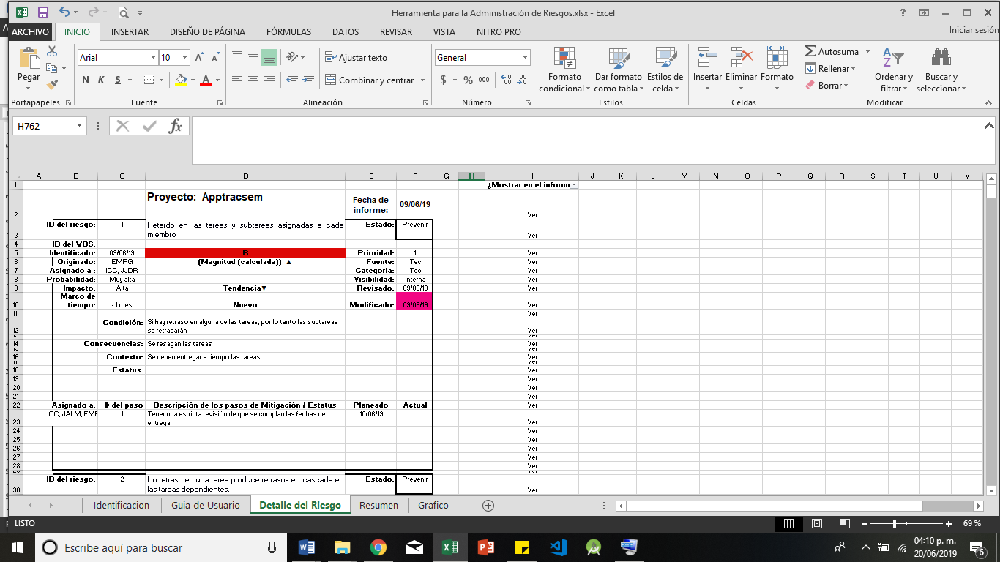 Herramienta para la Administración de Riesgos.xlsx - Excel
ARCHIVO INICIO INSERTAR DISEÑO DE PÁGINA FÓRMULAS DATOS REVISAR VISTA NITRO PRO Iniciar sesión
Pegar
Portapapeles
Arial 10
N K S
Fuente
Ajustar texto
Combinar y centrar
Alineación
General
$ % 000
Número
Formato condicional
Dar formato como tabla
Estilos de celda
Estilos
Insertar Eliminar Formato
Celdas
Autosuma
Rellenar
Borrar
Ordenar y filtrar
Buscar y seleccionar
Modificar
H762
A B C D E F G H I J K L M N O P Q R S T U V
1 ¿Mostrar en el informe
2 Proyecto: Apptracsem Fecha de informe: 09/06/19 Ver
3 ID del riesgo: 1 Retardo en las tareas y subtareas asignadas a cada miembro Estado: Prevenir Ver
4 ID del WBS: Ver
5 Identificado: 09/06/19 R Prioridad: 1 Ver
6 Originado: EMPG (Magnitud (calculada)) ▲ Fuente: Tec Ver
7 Asignado a : ICC, JJDR Categoría: Tec Ver
8 Probabilidad: Muy alta Visibilidad: Interna Ver
9 Impacto: Alta Tendencia▼ Revisado: 09/06/19 Ver
10 Marco de tiempo: <1 mes Nuevo Modificado: 09/06/19 Ver
11 Ver
12 Condición: Si hay retraso en alguna de las tareas, por lo tanto las subtareas se retrasarán Ver
14 Consecuencias: Se resagan las tareas Ver
16 Contexto: Se deben entregar a tiempo las tareas Ver
18 Estatus: Ver
19 Ver
20 Ver
21 Ver
22 Asignado a: # del paso Descripción de los pasos de Mitigación / Estatus Planeado Actual Ver
23 ICC, JALM, EMP 1 Tener una estricta revisión de que se cumplan las fechas de entrega 10/06/19 Ver
24 Ver
25 Ver
26 Ver
27 Ver
28 Ver
30 ID del riesgo: 2 Un retraso en una tarea produce retrasos en cascada en las tareas dependientes. Estado: Prevenir Ver
Identificacion Guia de Usuario Detalle del Riesgo Resumen Grafico
LISTO 69 %
Escribe aquí para buscar
04:10 p. m.
20/06/2019
6